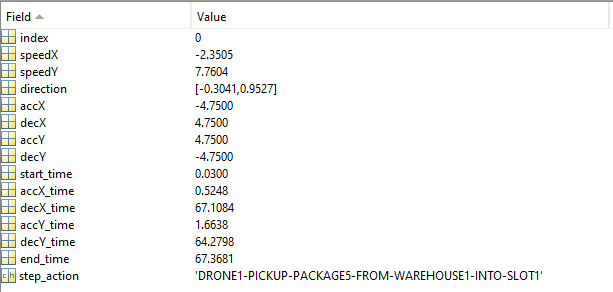 Field Value
index 0
speedX -2.3505
speedY 7.7604
direction [-0.3041,0.9527]
accX -4.7500
decX 4.7500
accY 4.7500
decY -4.7500
start_time 0.0300
accX_time 0.5248
decX_time 67.1084
accY_time 1.6638
decY_time 64.2798
end_time 67.3681
step_action 'DRONE1-PICKUP-PACKAGE5-FROM-WAREHOUSE1-INTO-SLOT1'